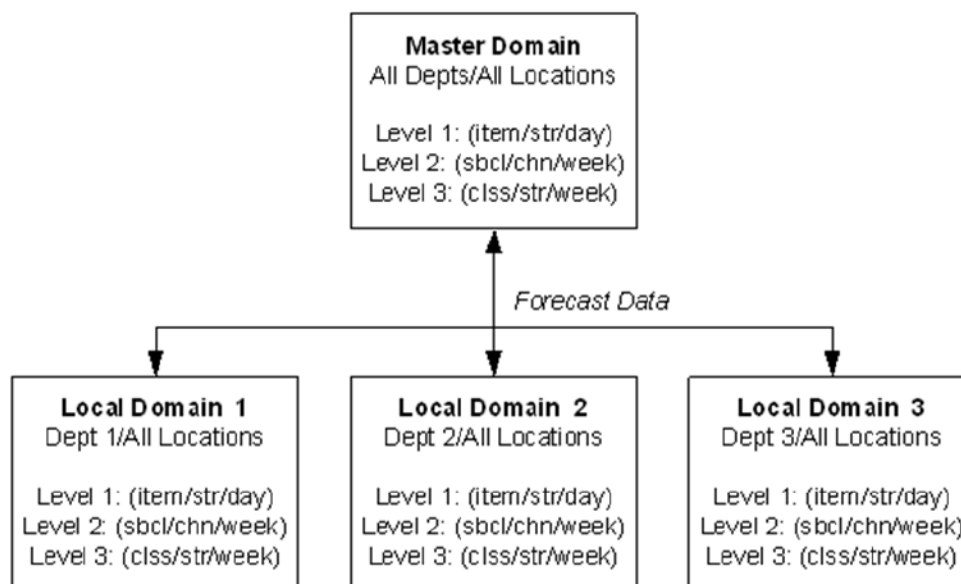 Master Domain
All Depts/All Locations
Level 1: (item/str/day)
Level 2: (sbcl/chn/week)
Level 3: (clss/str/week)
Forecast Data
Local Domain 1
Dept 1/All Locations
Level 1: (item/str/day)
Level 2: (sbcl/chn/week)
Level 3: (clss/str/week)
Local Domain 2
Dept 2/All Locations
Level 1: (item/str/day)
Level 2: (sbcl/chn/week)
Level 3: (clss/str/week)
Local Domain 3
Dept 3/All Locations
Level 1: (item/str/day)
Level 2: (sbcl/chn/week)
Level 3: (clss/str/week)